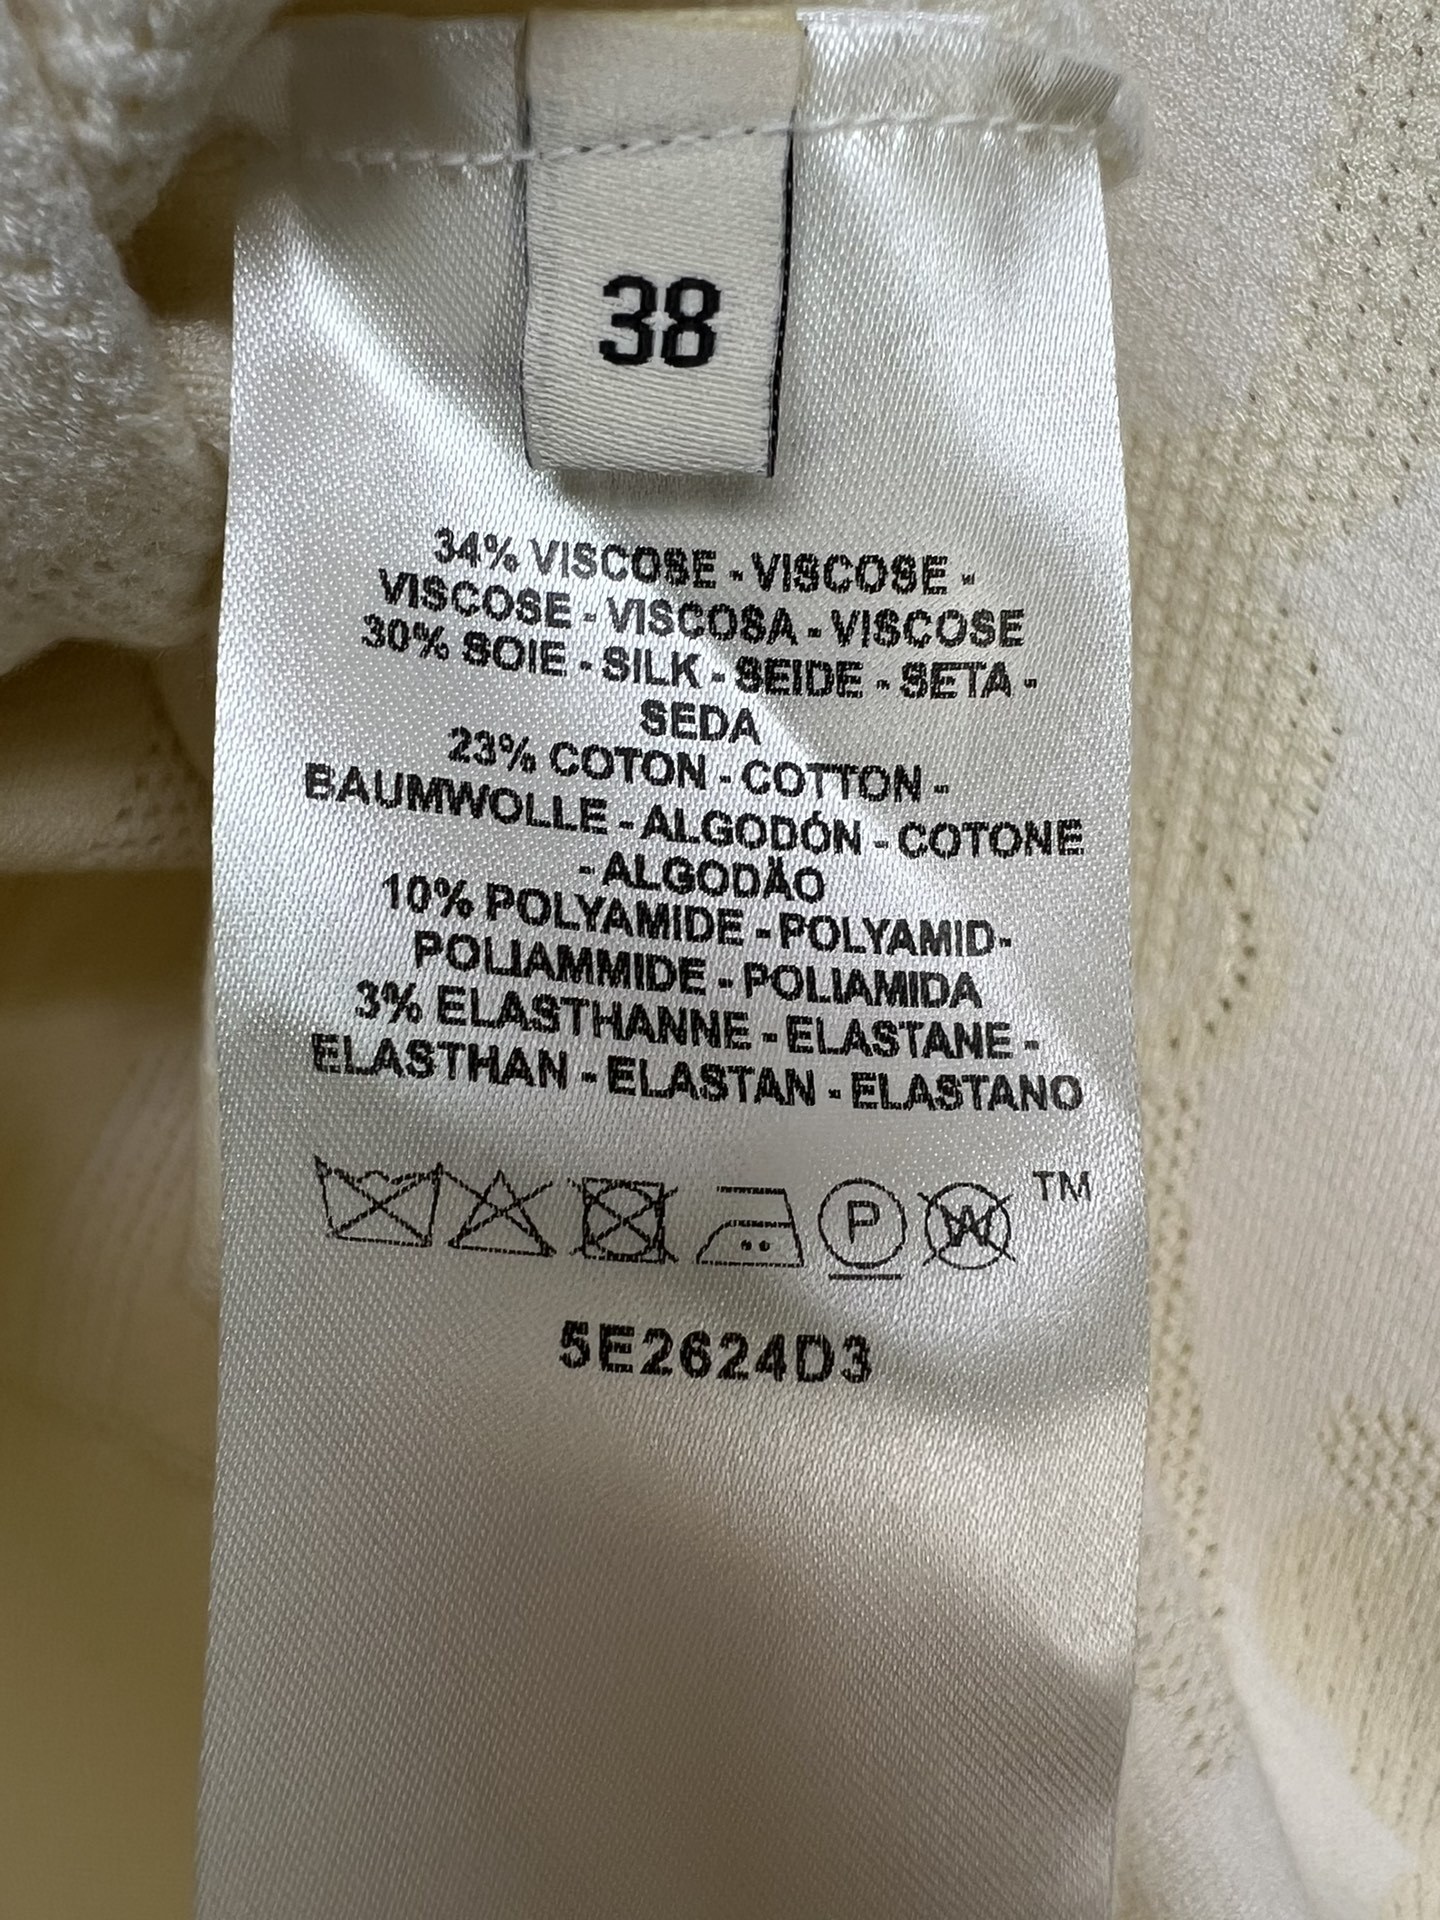 38
34% VISCOSE - VISCOSE -
VISCOSE - VISCOSA - VISCOSE
30% SOIE - SILK - SEIDE - SETA -
SEDA
23% COTON - COTTON -
BAUMWOLLE - ALGODÓN - COTONE
- ALGODÃO
10% POLYAMIDE - POLYAMID-
POLIAMMIDE - POLIAMIDA
3% ELASTHANNE - ELASTANE -
ELASTHAN - ELASTAN - ELASTANO
P W TM
5E2624D3